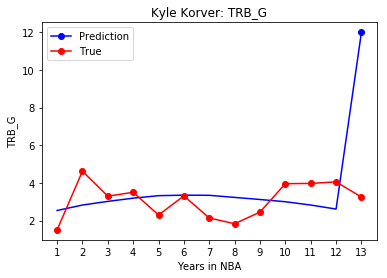 Kyle Korver: TRB_G
Prediction
True
12
10
8
6
4
2
TRB_G
1 2 3 4 5 6 7 8 9 10 11 12 13
Years in NBA